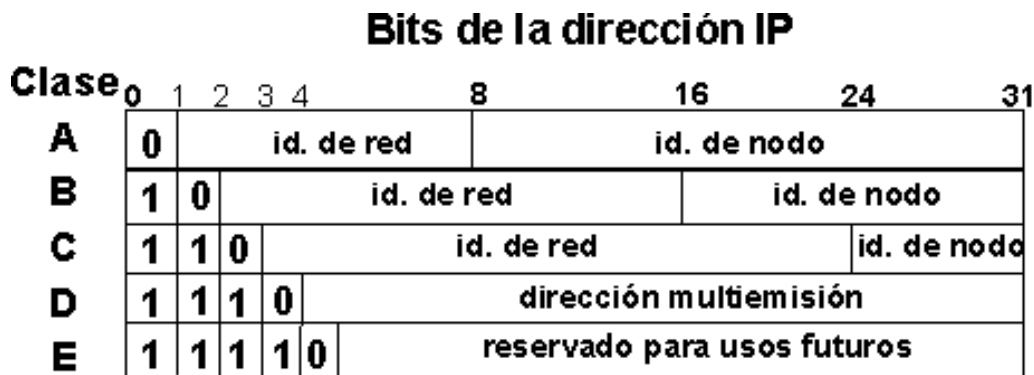 Bits de la dirección IP
Clase 0 1 2 3 4 8 16 24 31
A 0 id. de red id. de nodo
B 1 0 id. de red id. de nodo
C 1 1 0 id. de red id. de nodo
D 1 1 1 0 dirección multiemisión
E 1 1 1 1 0 reservado para usos futuros